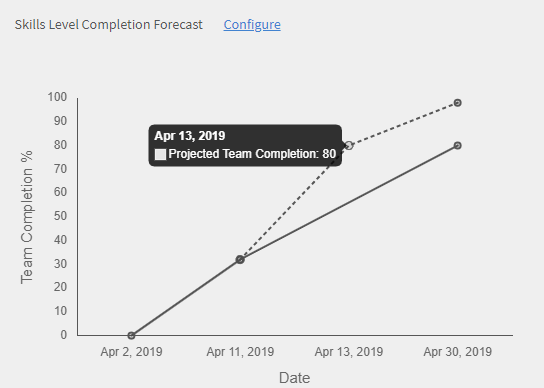 Skills Level Completion Forecast Configure
100
90
80
70
60
50
40
30
20
10
0
Team Completion %
Apr 13, 2019
Projected Team Completion: 80
Apr 2, 2019 Apr 11, 2019 Apr 13, 2019 Apr 30, 2019
Date